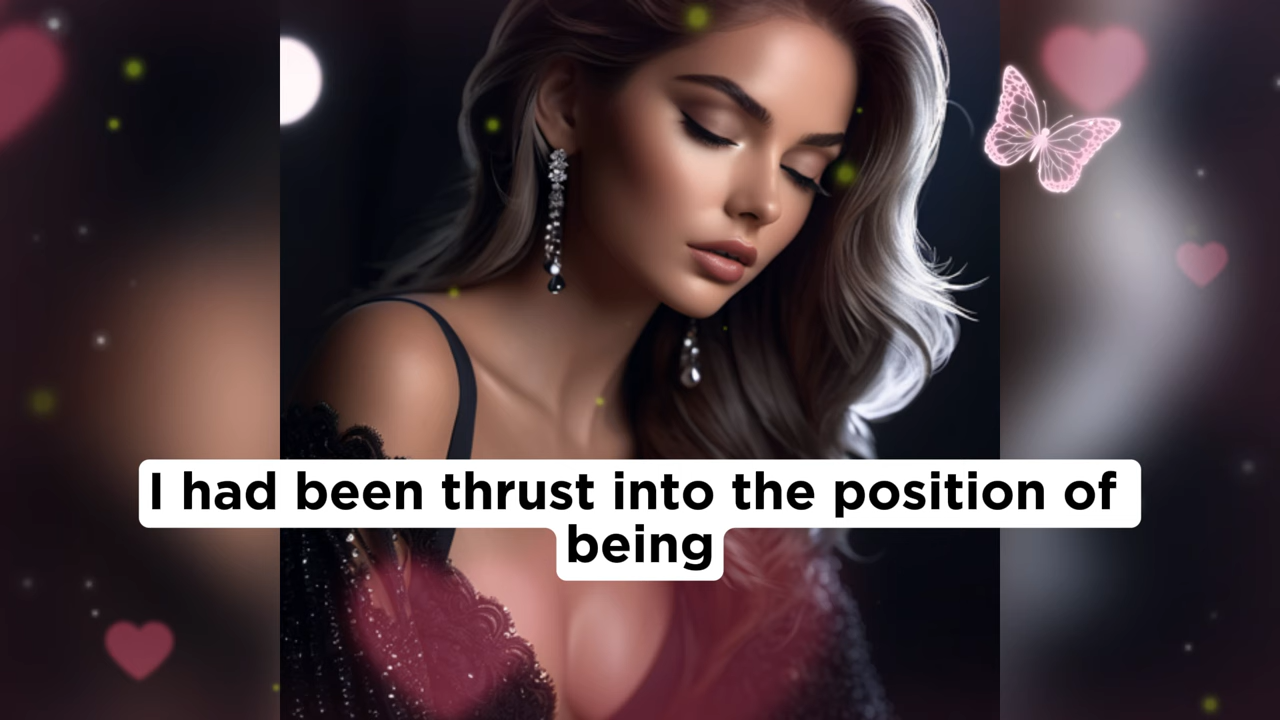 I had been thrust into the position of
being